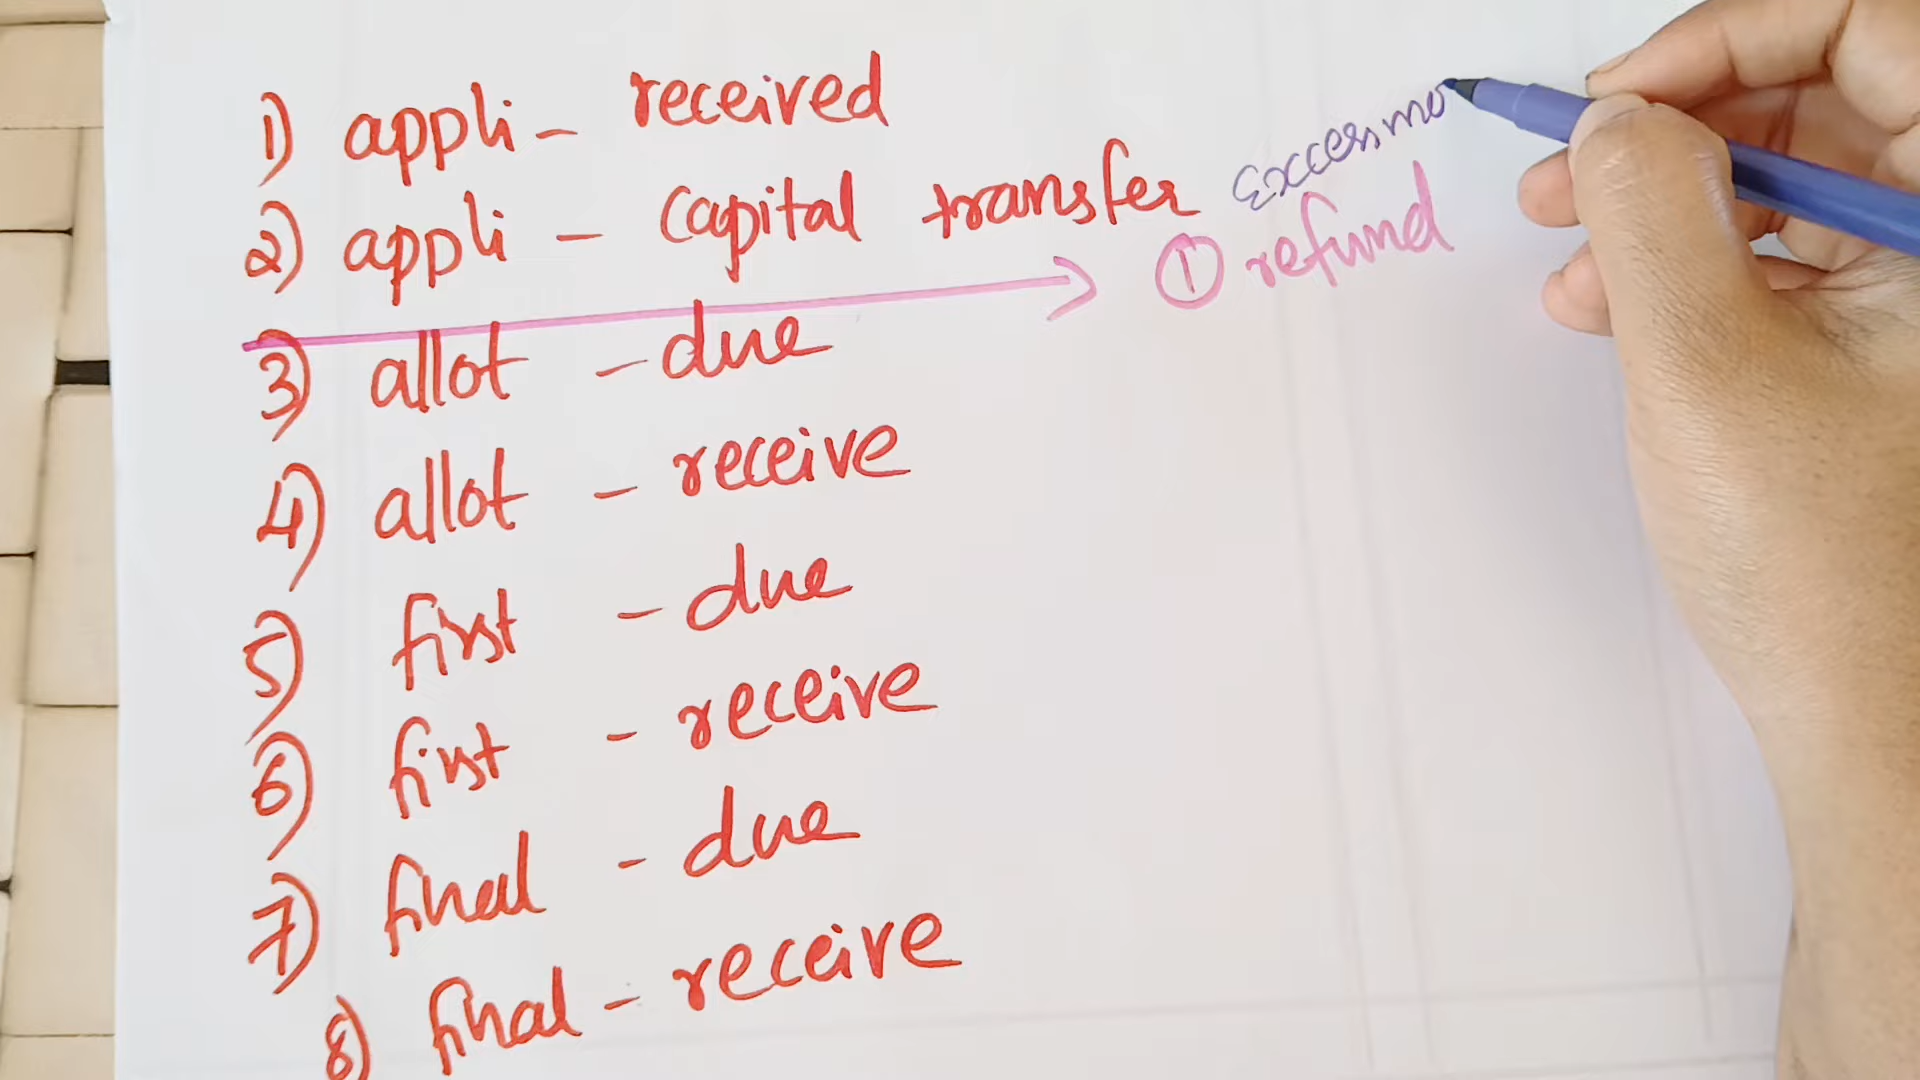 1) appli - received
2) appli - capital transfer
Excess mo
① refund
3) allot - due
4) allot - receive
5) first - due
6) first - receive
7) final - due
8) final - receive